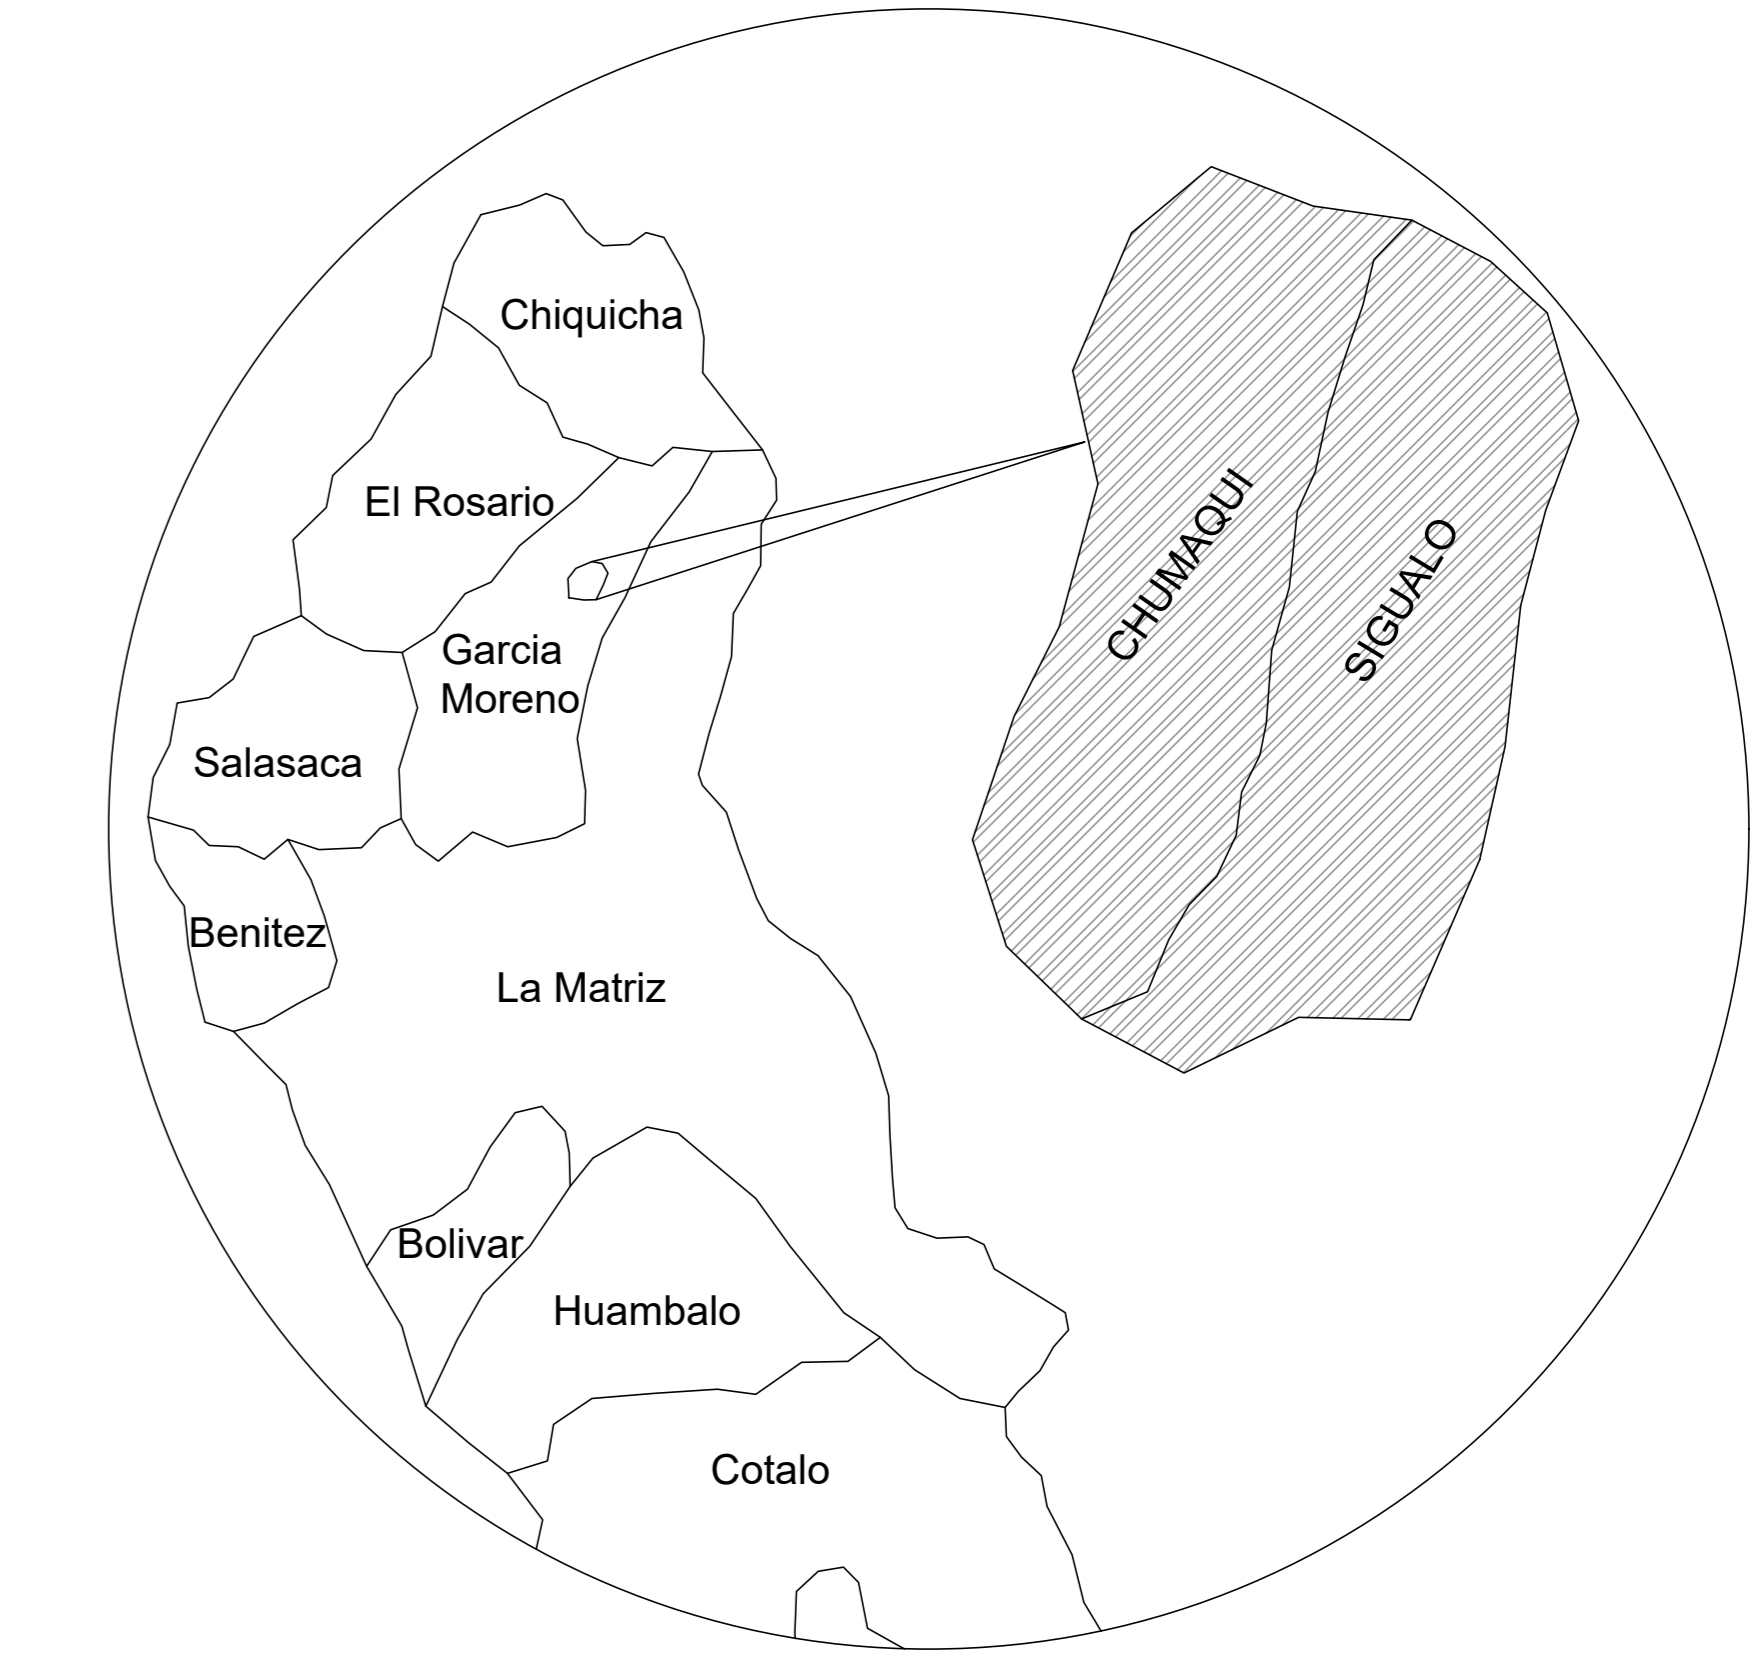 Chiquicha
El Rosario
CHUMAQUI
SIGUALO
Garcia
Moreno
Salasaca
Benitez
La Matriz
Bolivar
Huambalo
Cotalo